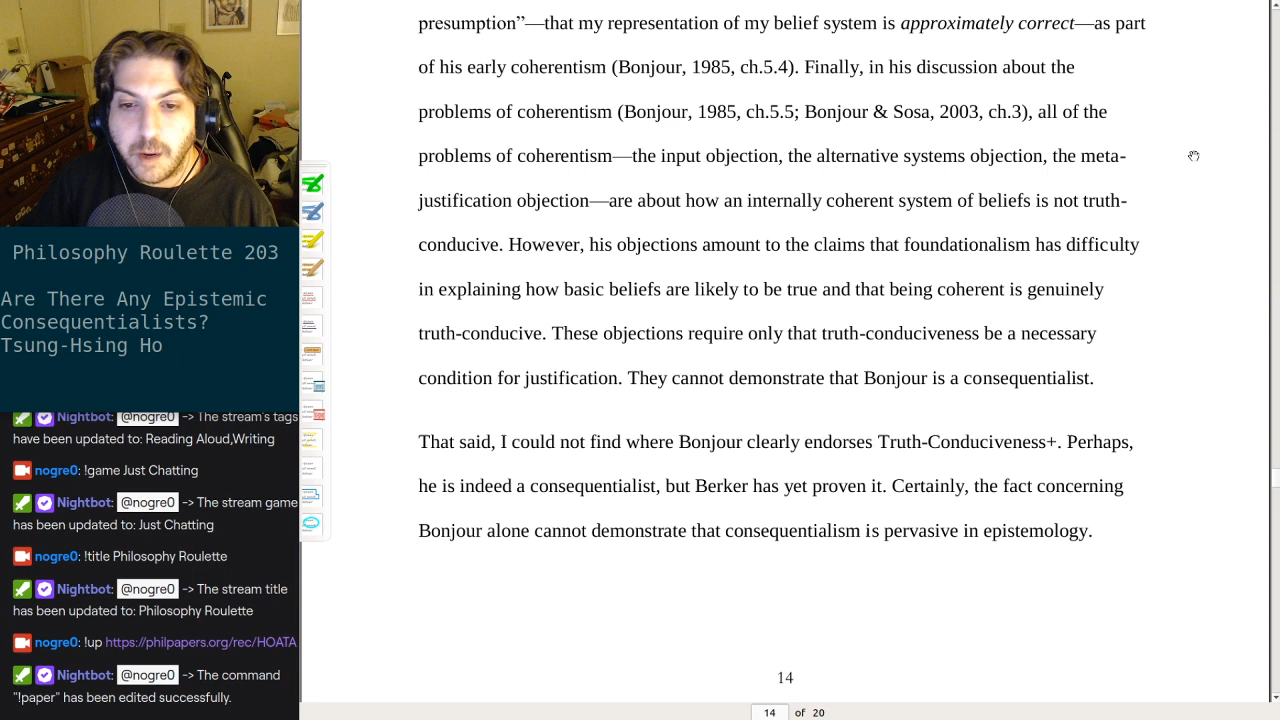 Philosophy Roulette 203
Are There Any Epistemic
Consequentialists?
Tsung-Hsing Ho
Nightbot: @nogre0 -> The stream's tags
have been updated to: Reading Aloud,Writing
nogre0: !game Just Chatting
Nightbot: @nogre0 -> The stream game
has been updated to: Just Chatting
nogre0: !title Philosophy Roulette
Nightbot: @nogre0 -> The stream title
has been updated to: Philosophy Roulette
nogre0: !up https://philpapers.org/rec/HOATA
Nightbot: @nogre0 -> The command
"!paper" has been edited successfully.
presumption”—that my representation of my belief system is approximately correct—as part
of his early coherentism (Bonjour, 1985, ch.5.4). Finally, in his discussion about the
problems of coherentism (Bonjour, 1985, ch.5.5; Bonjour & Sosa, 2003, ch.3), all of the
problems of coherentism—the input objection, the alternative systems objection, the meta-
justification objection—are about how an internally coherent system of beliefs is not truth-
conducive. However, his objections amount to the claims that foundationalism has difficulty
in explaining how basic beliefs are likely to be true and that being coherent is genuinely
truth-conducive. These objections require only that truth-conduciveness be a necessary
condition for justification. They cannot demonstrate that Bonjour is a consequentialist.
That said, I could not find where Bonjour clearly endorses Truth-Conduciveness+. Perhaps,
he is indeed a consequentialist, but Berker has yet proven it. Certainly, the fact concerning
Bonjour alone cannot demonstrate that consequentialism is pervasive in epistemology.
14
14 of 20